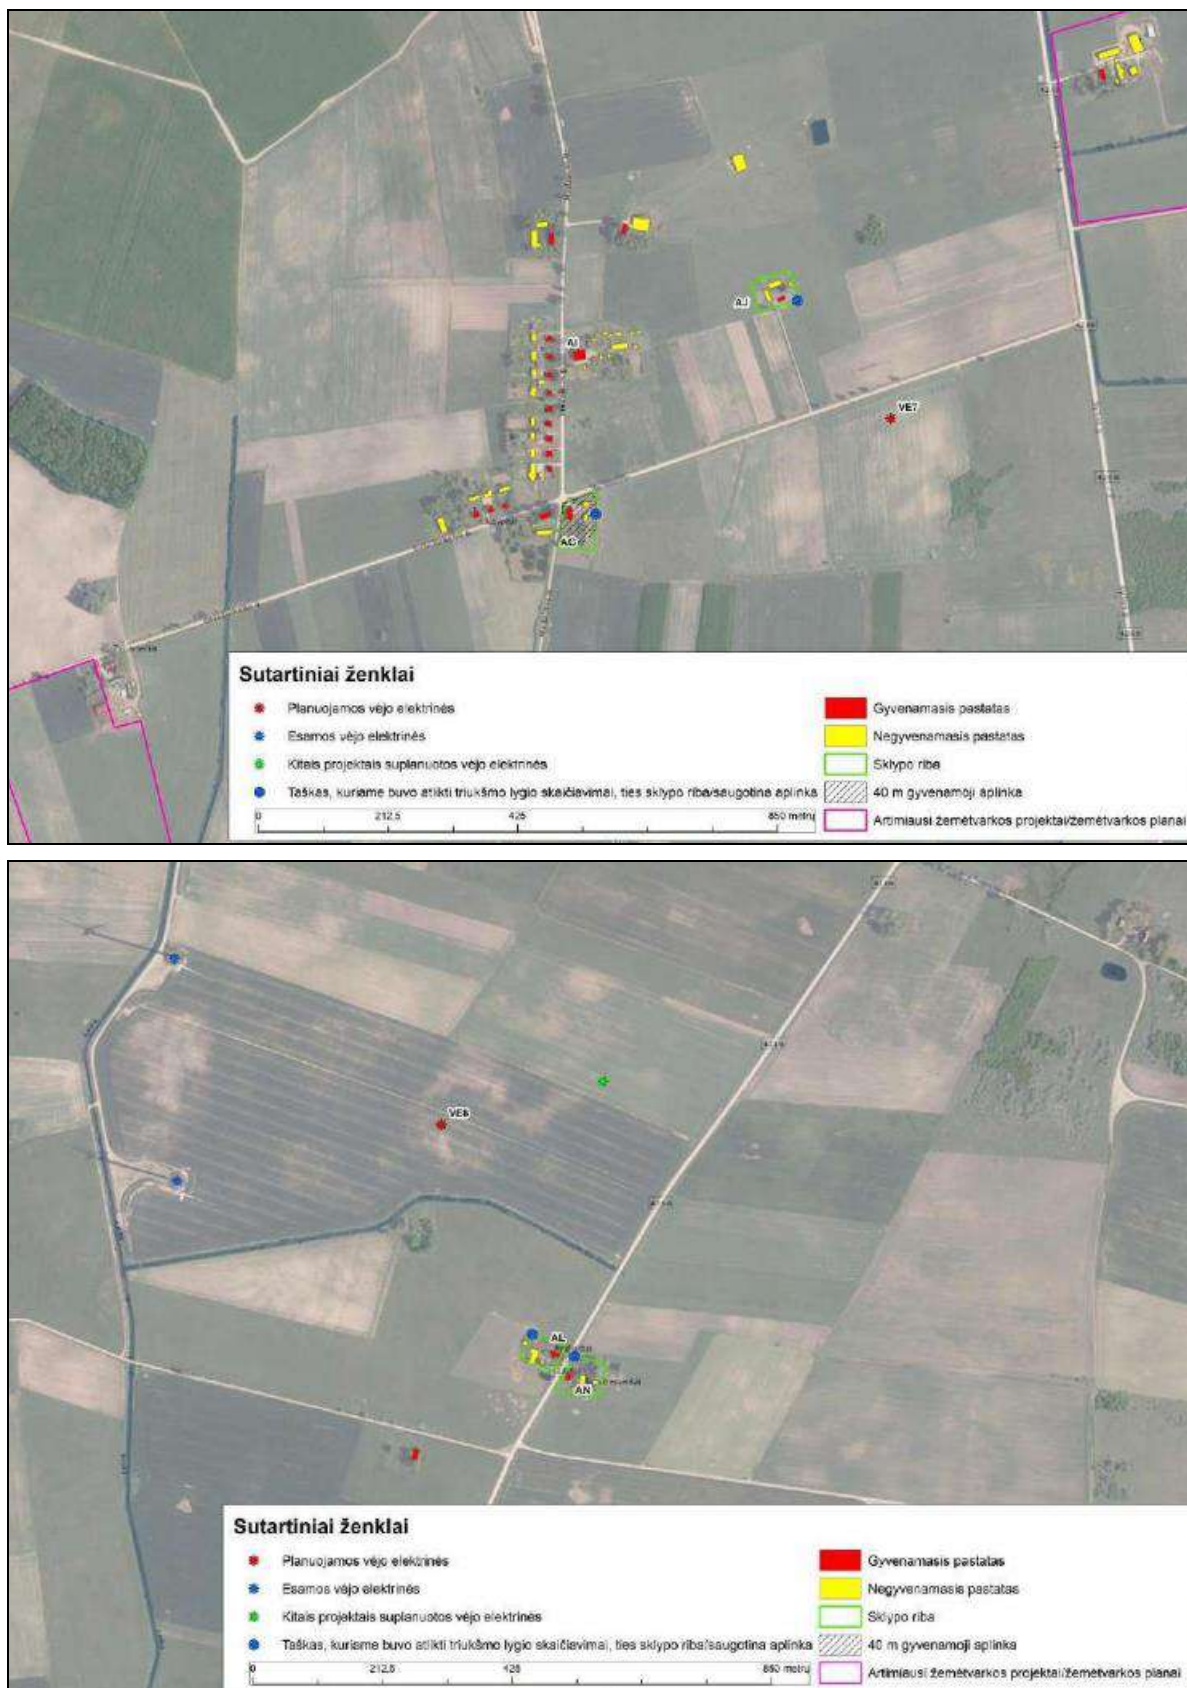 AJ
AI
VE7
AG
Sutartiniai ženklai
Planuojamos vėjo elektrinės
Esamos vėjo elektrinės
Kitais projektais suplanuotos vėjo elektrinės
Taškas, kuriame buvo atlikti triukšmo lygio skaičiavimai, ties sklypo riba/saugotina aplinka
0 212,5 425 850 metrų
Gyvenamasis pastatas
Negyvenamasis pastatas
Sklypo riba
40 m gyvenamoji aplinka
Artimiausi žemėtvarkos projektai/žemėtvarkos planai
VE6
AL
AN
Sutartiniai ženklai
Planuojamos vėjo elektrinės
Esamos vėjo elektrinės
Kitais projektais suplanuotos vėjo elektrinės
Taškas, kuriame buvo atlikti triukšmo lygio skaičiavimai, ties sklypo riba/saugotina aplinka
0 212,5 425 850 metrų
Gyvenamasis pastatas
Negyvenamasis pastatas
Sklypo riba
40 m gyvenamoji aplinka
Artimiausi žemėtvarkos projektai/žemėtvarkos planai